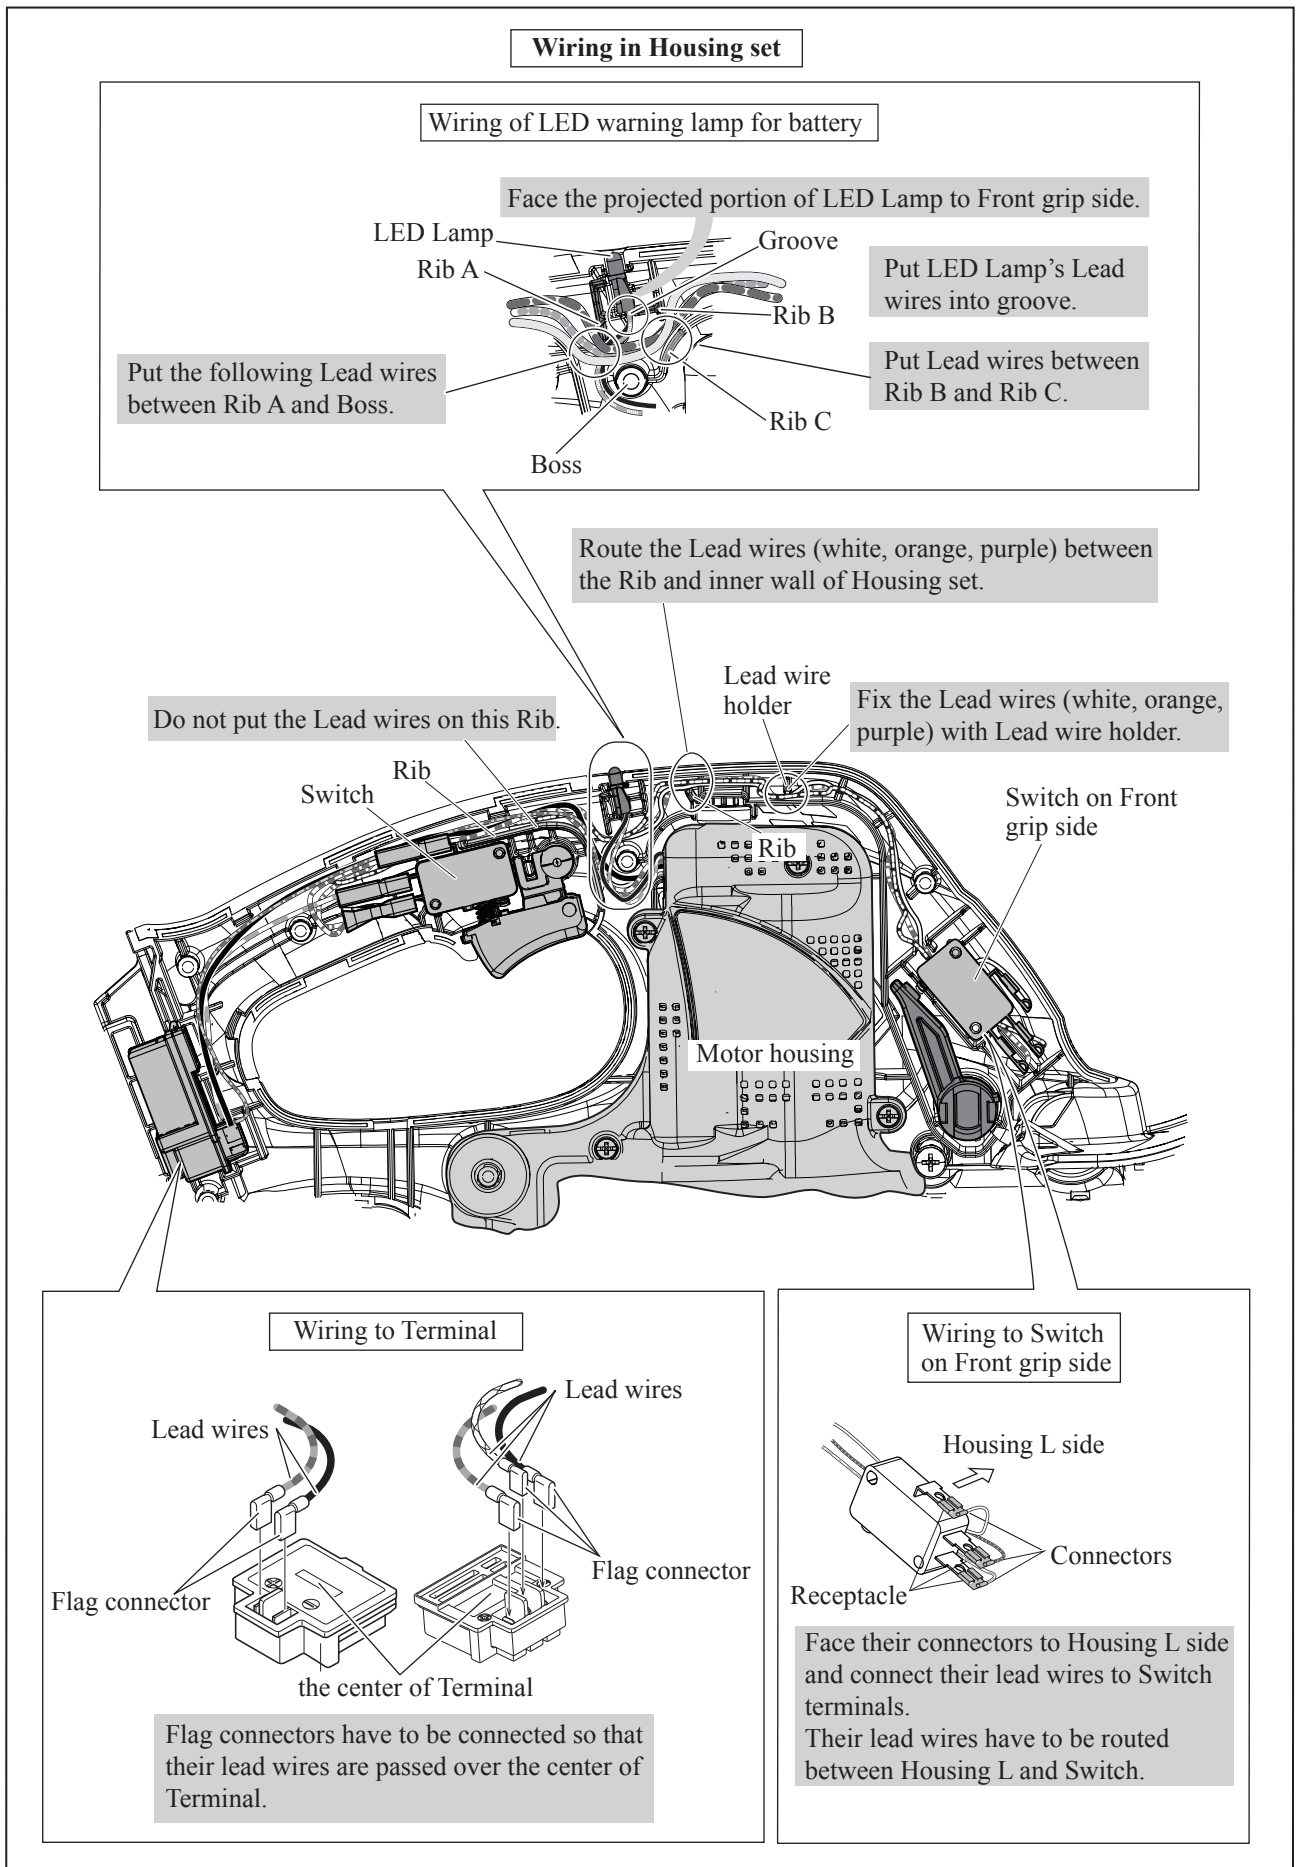 Wiring in Housing set
Wiring of LED warning lamp for battery
Face the projected portion of LED Lamp to Front grip side.
LED Lamp
Groove
Rib A
Put LED Lamp’s Lead
wires into groove.
Rib B
Put the following Lead wires
between Rib A and Boss.
Put Lead wires between
Rib B and Rib C.
Rib C
Boss
Route the Lead wires (white, orange, purple) between
the Rib and inner wall of Housing set.
Lead wire
holder
Fix the Lead wires (white, orange,
purple) with Lead wire holder.
Do not put the Lead wires on this Rib.
Rib
Switch
Switch on Front
grip side
Rib
Motor housing
Wiring to Terminal
Lead wires
Lead wires
Flag connector
Flag connector
the center of Terminal
Flag connectors have to be connected so that
their lead wires are passed over the center of
Terminal.
Wiring to Switch
on Front grip side
Housing L side
Connectors
Receptacle
Face their connectors to Housing L side
and connect their lead wires to Switch
terminals.
Their lead wires have to be routed
between Housing L and Switch.